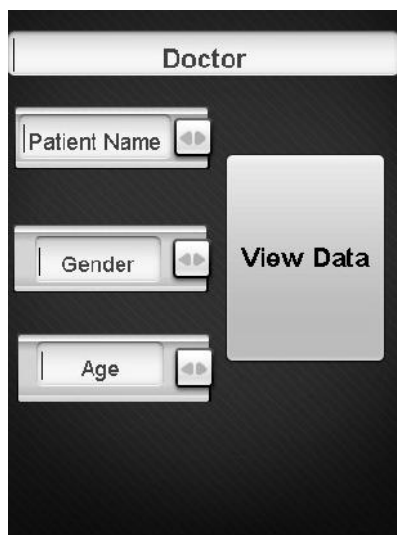 Doctor
Patient Name
Gender
View Data
Age